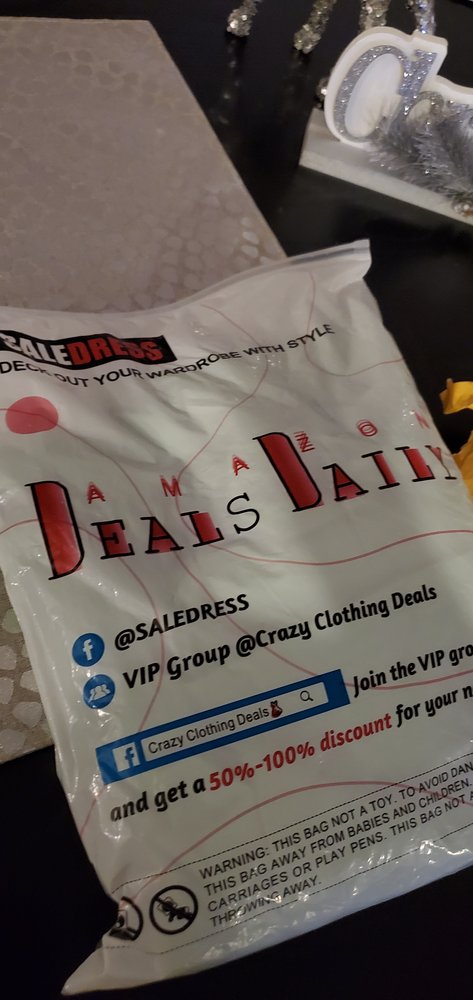 SALEDRESS
DECK OUT YOUR WARDROBE WITH STYLE
AMAZON
DEALS DAILY
@SALEDRESS
VIP Group @Crazy Clothing Deals
Crazy Clothing Deals
Join the VIP
and get a 50%-100% discount for your
WARNING: THIS BAG NOT A TOY. TO AVOID
THIS BAG AWAY FROM BABIES AND CHILDREN.
CARRIAGES OR PLAY PENS. THIS BAG NOT
THROWING AWAY.